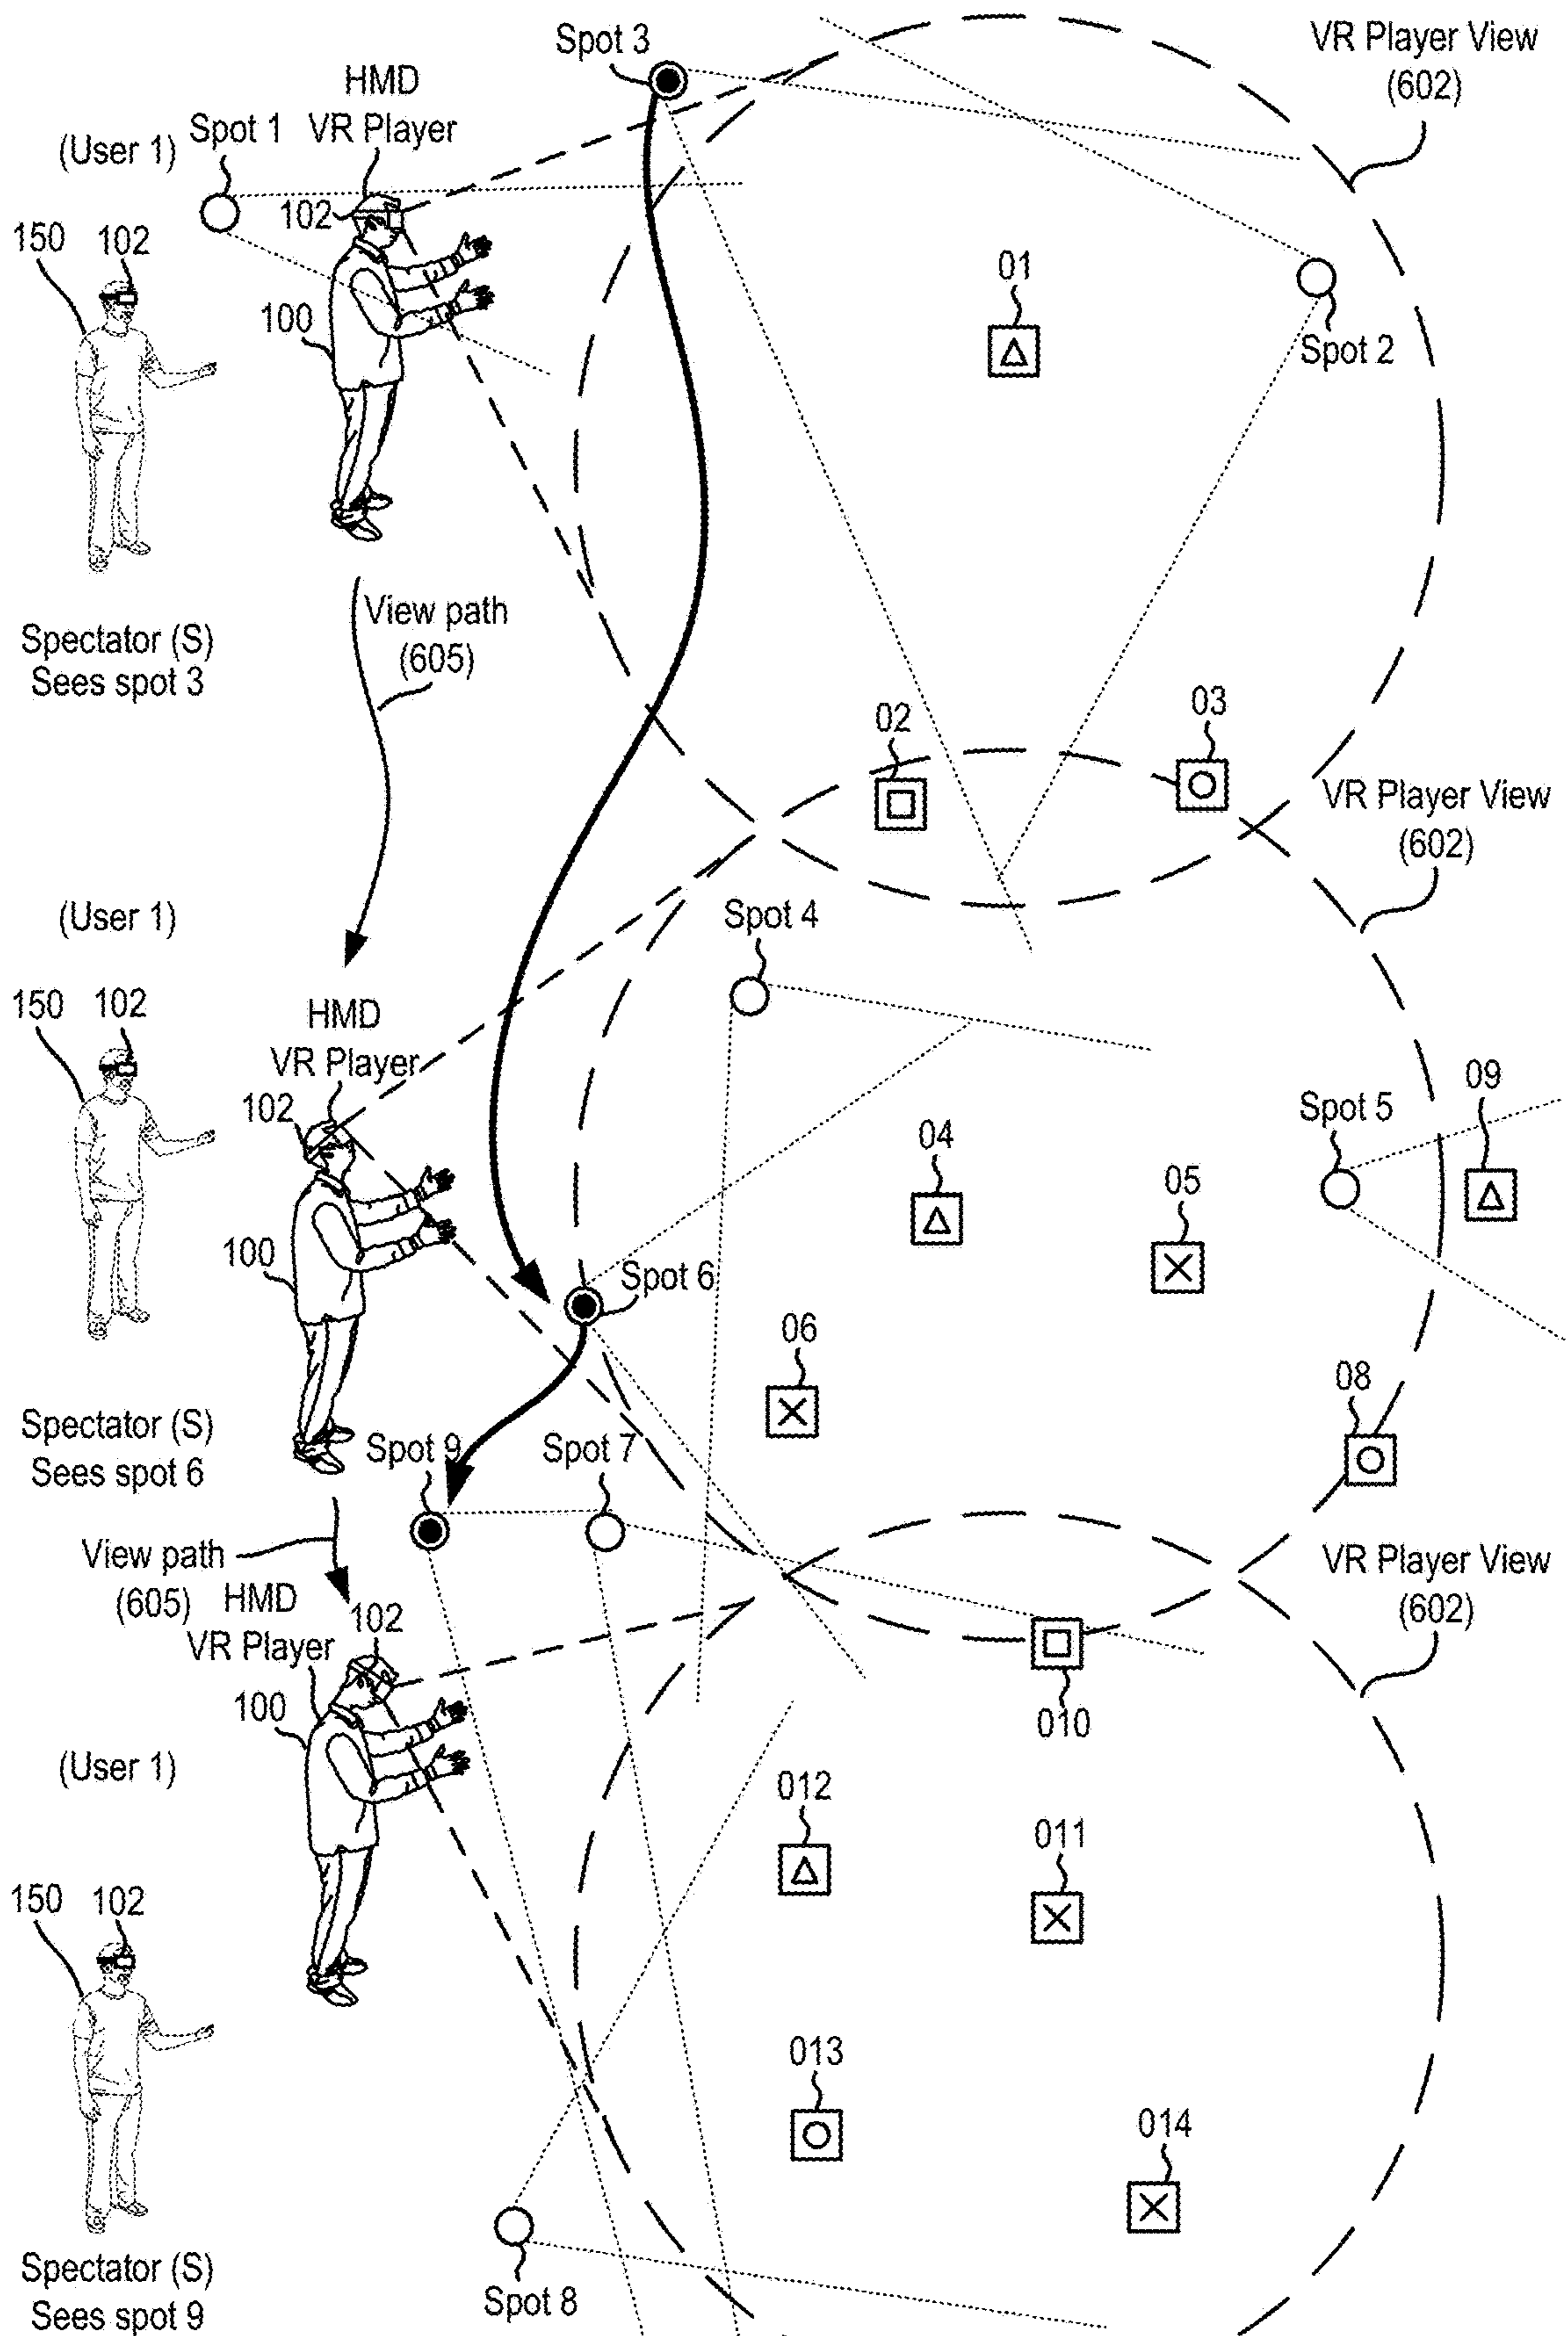 Spot 3
VR Player View
(602)
HMD
VR Player
(User 1)
Spot 1
102
150
102
100
01
Spot 2
View path
(605)
Spectator (S)
Sees spot 3
02
03
VR Player View
(602)
(User 1)
Spot 4
150
102
HMD
VR Player
102
Spot 5
09
04
05
100
Spot 6
06
08
Spectator (S)
Sees spot 6
Spot 9
Spot 7
View path
(605)
VR Player View
(602)
HMD
VR Player
102
100
010
(User 1)
012
011
150
102
013
014
Spot 8
Spectator (S)
Sees spot 9